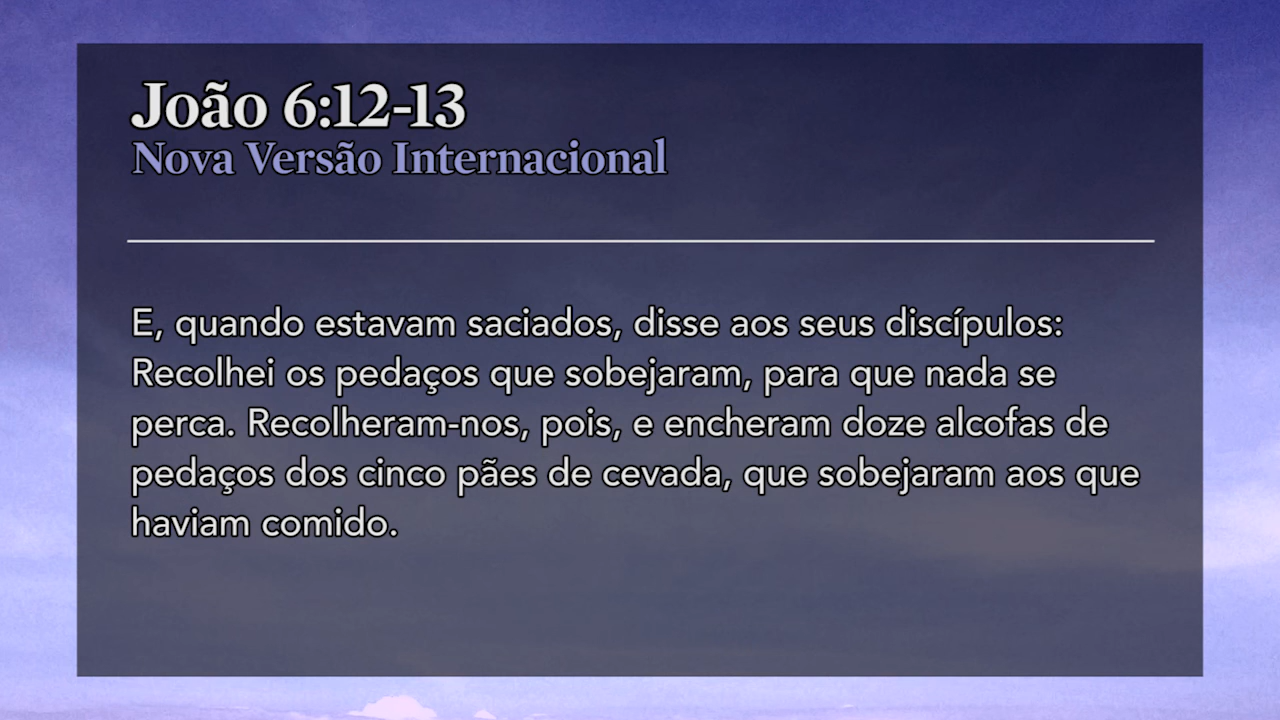 João 6:12-13
Nova Versão Internacional
E, quando estavam saciados, disse aos seus discípulos:
Recolhei os pedaços que sobejaram, para que nada se
perca. Recolheram-nos, pois, e encheram doze alcofas de
pedaços dos cinco pães de cevada, que sobejaram aos que
haviam comido.